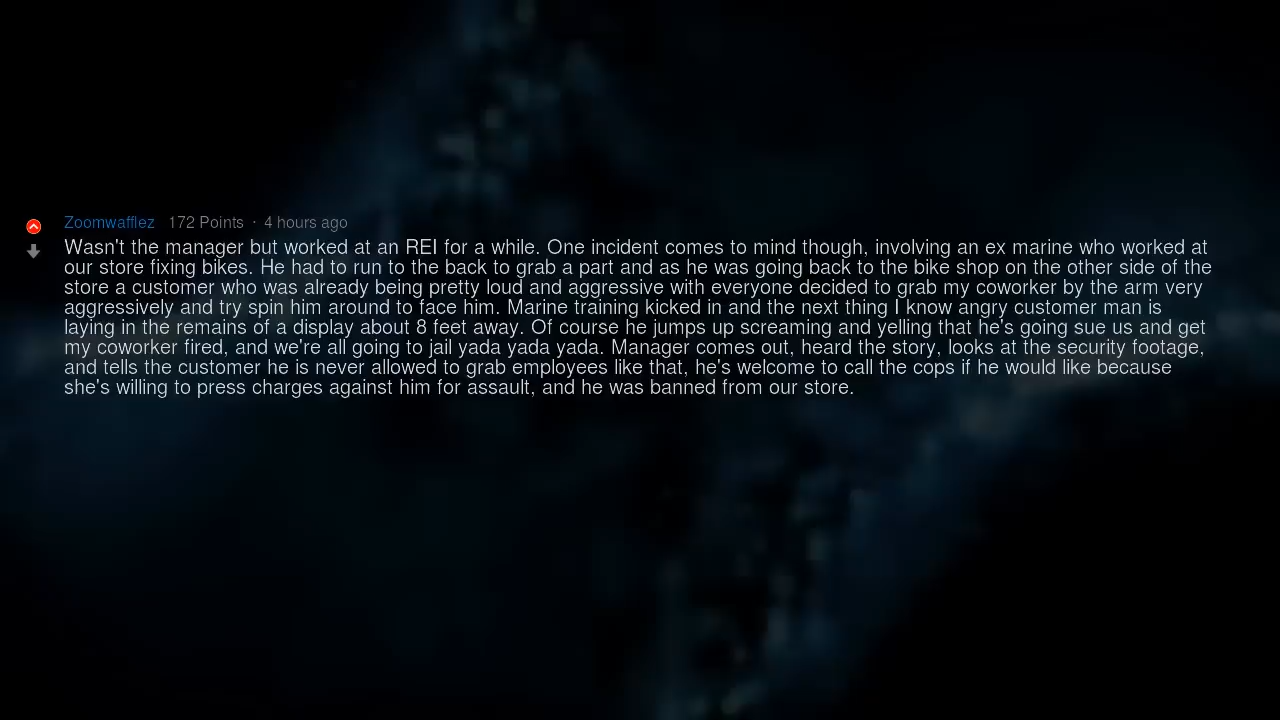 Zoomwafflez 172 Points · 4 hours ago
Wasn't the manager but worked at an REI for a while. One incident comes to mind though, involving an ex marine who worked at
our store fixing bikes. He had to run to the back to grab a part and as he was going back to the bike shop on the other side of the
store a customer who was already being pretty loud and aggressive with everyone decided to grab my coworker by the arm very
aggressively and try spin him around to face him. Marine training kicked in and the next thing I know angry customer man is
laying in the remains of a display about 8 feet away. Of course he jumps up screaming and yelling that he's going sue us and get
my coworker fired, and we're all going to jail yada yada yada. Manager comes out, heard the story, looks at the security footage,
and tells the customer he is never allowed to grab employees like that, he's welcome to call the cops if he would like because
she's willing to press charges against him for assault, and he was banned from our store.